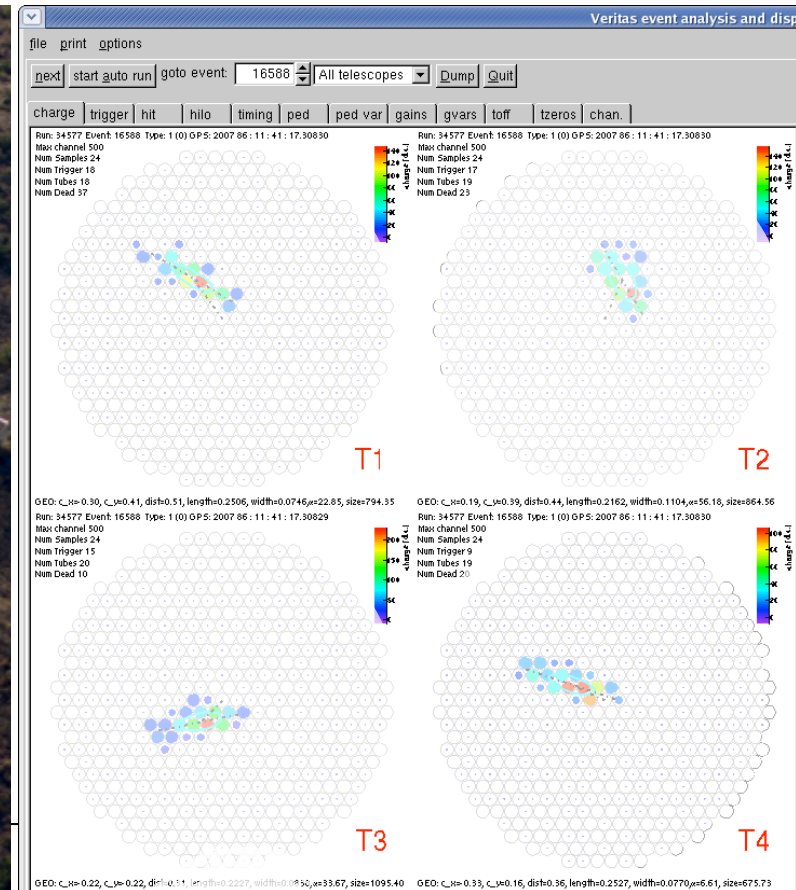 Veritas event analysis and disp
file print options
next start auto run goto event: 16588 All telescopes Dump Quit
charge trigger hit hilo timing ped ped var gains gvars toff tzeros chan.
Run: 34577 Event: 16588 Type: 1 (0) GPS: 2007 86 : 11 : 41 : 17.30830
Max channel 500
Num Samples 24
Num Trigger 18
Num Tubes 18
Num Dead 37
charge [d.c.]
T1
GEO: c_x=-0.30, c_y=0.41, dist=0.51, length=0.2506, width=0.0746, α=22.85, size=794.35
Run: 34577 Event: 16588 Type: 1 (0) GPS: 2007 86 : 11 : 41 : 17.30830
Max channel 500
Num Samples 24
Num Trigger 17
Num Tubes 19
Num Dead 23
charge [d.c.]
T2
GEO: c_x=0.19, c_y=0.39, dist=0.44, length=0.2162, width=0.1104, α=56.18, size=864.56
Run: 34577 Event: 16588 Type: 1 (0) GPS: 2007 86 : 11 : 41 : 17.30829
Max channel 500
Num Samples 24
Num Trigger 15
Num Tubes 20
Num Dead 10
charge [d.c.]
T3
GEO: length=0.2227, α=33.67, size=1095.40
Run: 34577 Event: 16588 Type: 1 (0) GPS: 2007 86 : 11 : 41 : 17.30830
Max channel 500
Num Samples 24
Num Trigger 9
Num Tubes 19
Num Dead 20
charge [d.c.]
T4
GEO: c_x=-0.33, c_y=0.16, dist=0.36, length=0.2527, width=0.0770, α=6.61, size=675.73